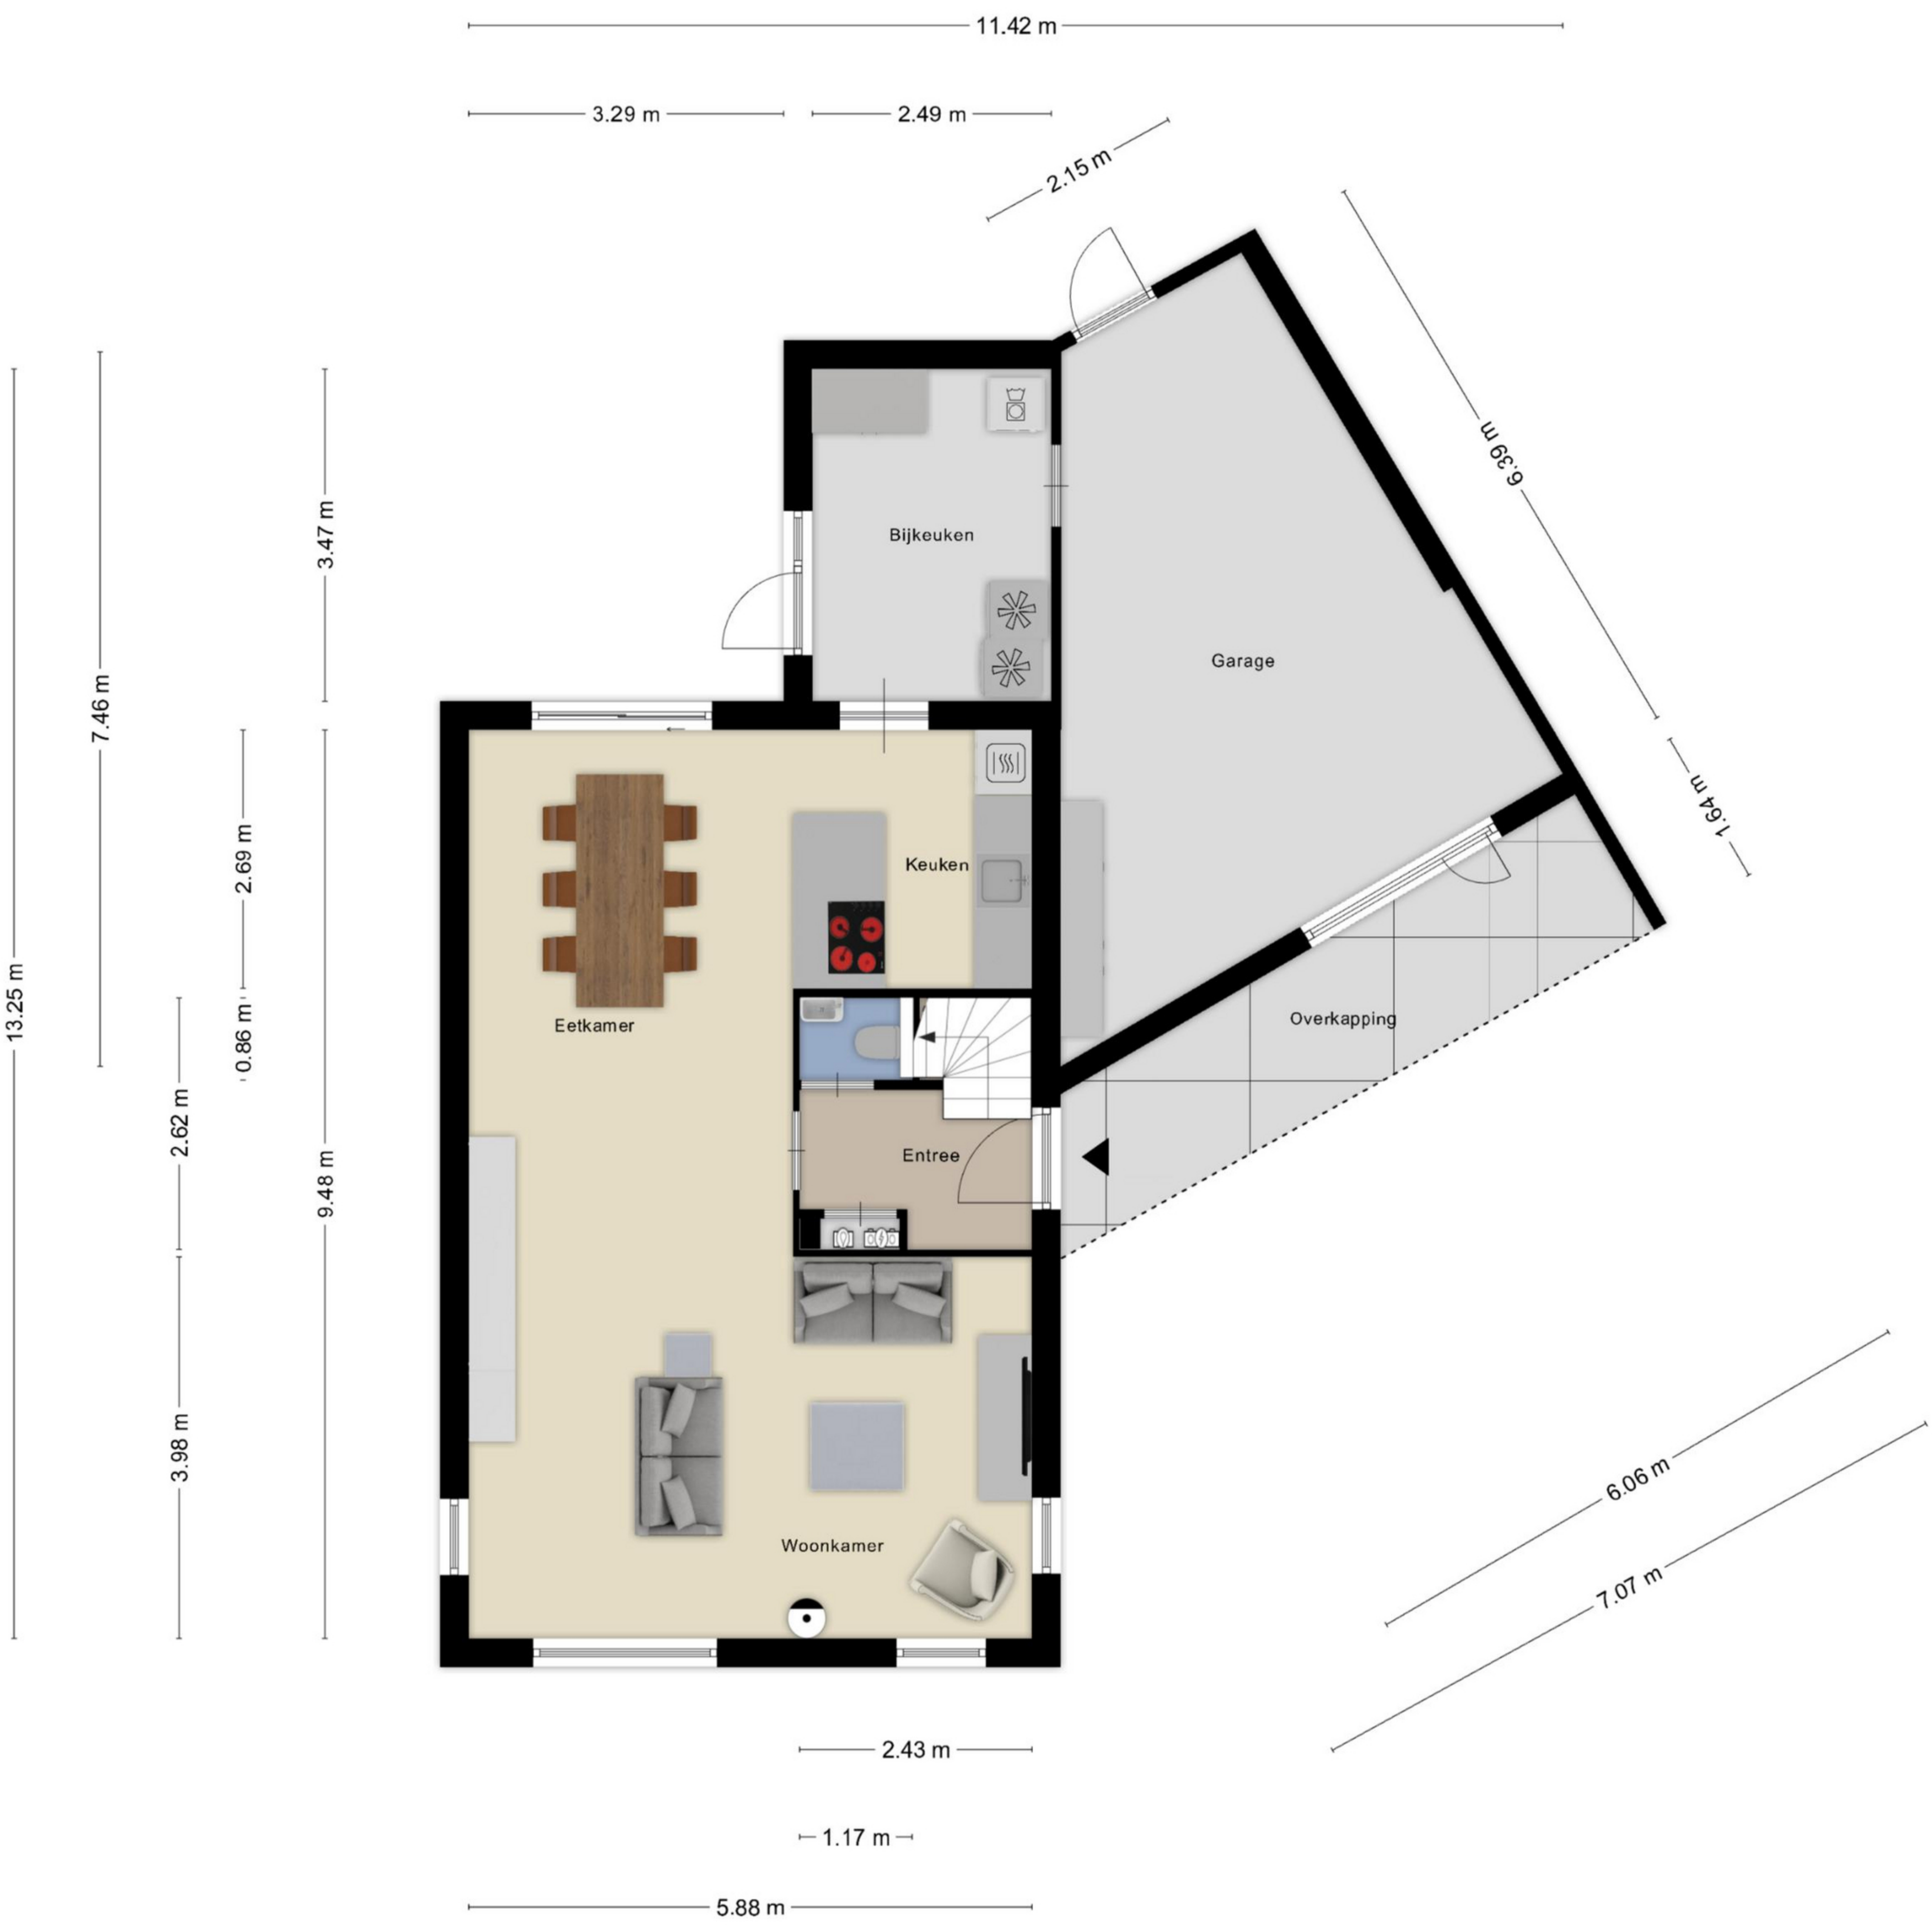 11.42 m
3.29 m
2.49 m
2.15 m
6.39 m
3.47 m
Bijkeuken
7.46 m
Garage
1.64 m
2.69 m
Keuken
13.25 m
Eetkamer
0.86 m
Overkapping
2.62 m
Entree
9.48 m
3.98 m
6.06 m
Woonkamer
7.07 m
2.43 m
1.17 m
5.88 m